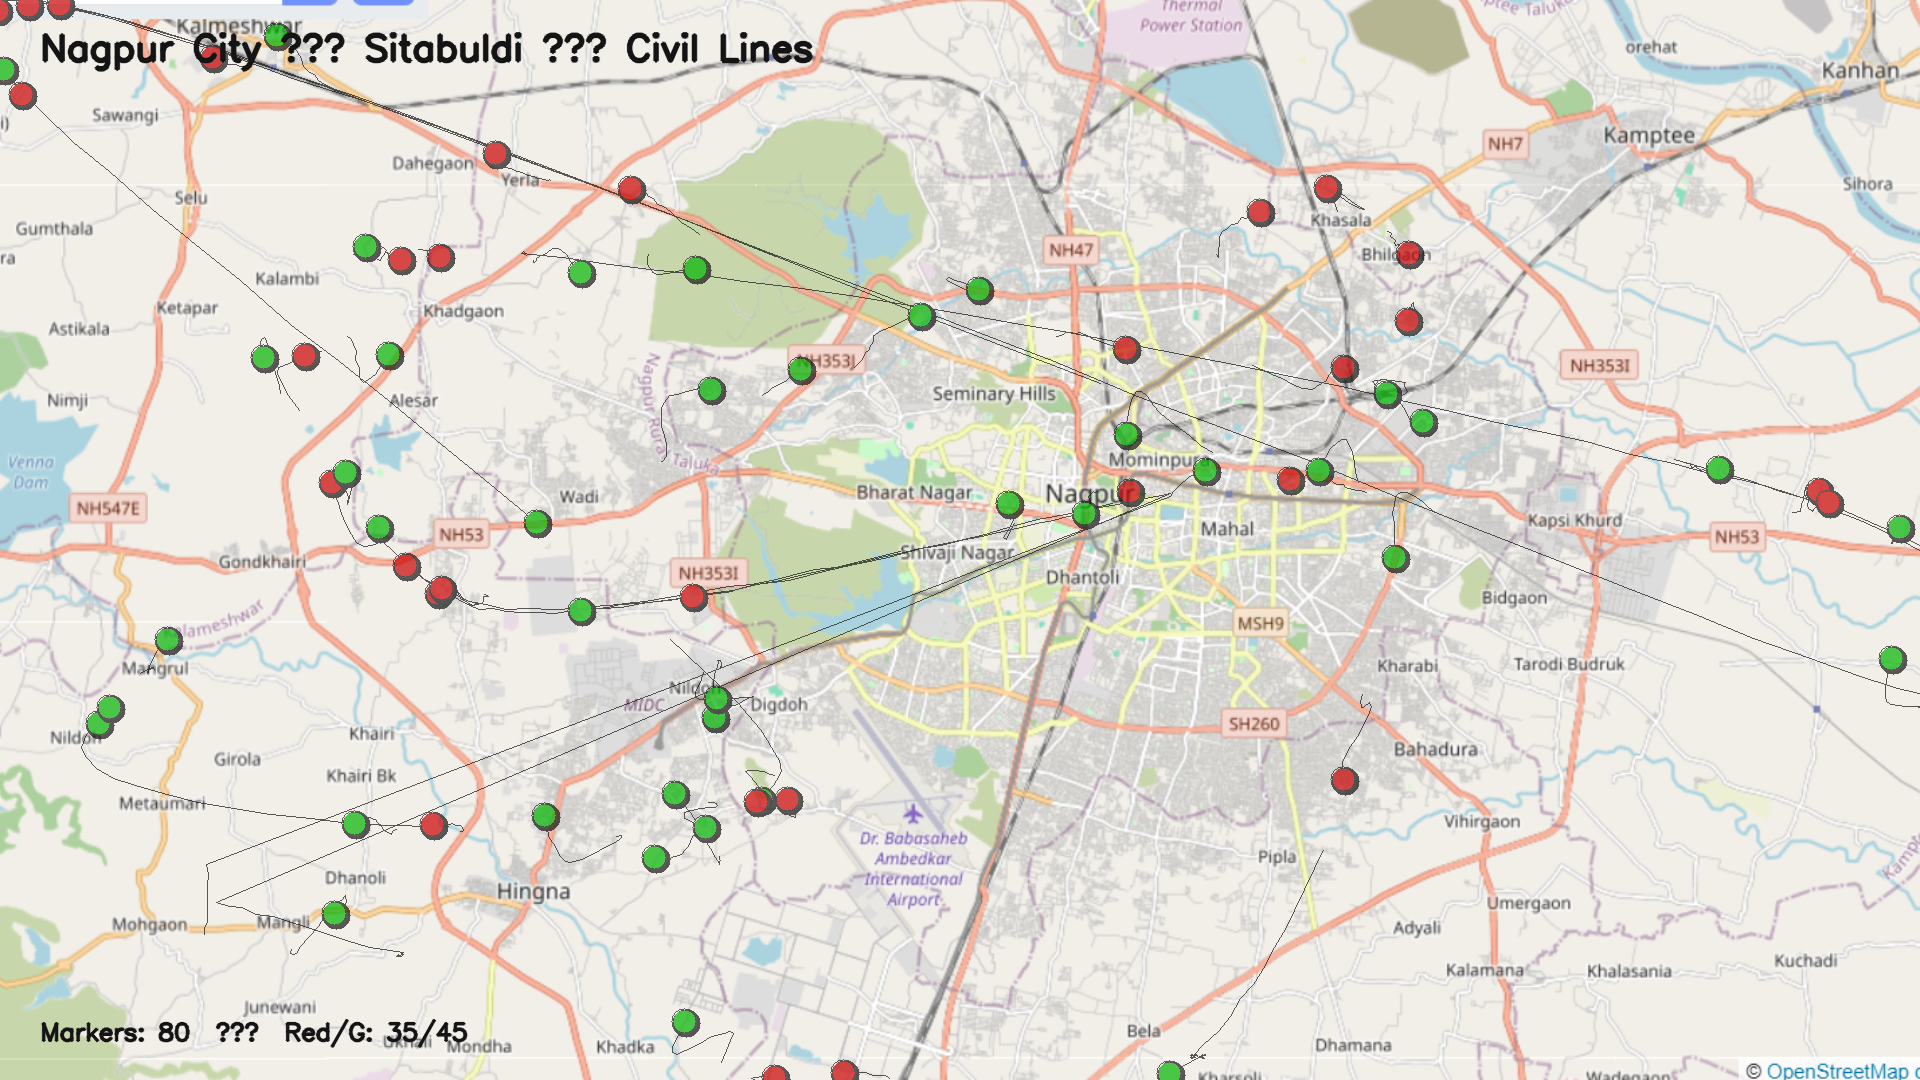 Kalmeshwar
Nagpur City ??? Sitabuldi ??? Civil Lines
Thermal
Power Station
orehat
Kanhan
Sawangi
Kamptee
NH7
Dahegaon
Yerla
Sihora
Selu
Khasala
Gumthala
NH47
Bhilgaon
Kalambi
Khadgaon
Ketapar
Astikala
NH353J
NH353I
Nagpur Rural
Taluka
Seminary Hills
Nimji
Alesar
Mominpura
Venna
Dam
NH547E
Wadi
Bharat Nagar
Nagpur
Mahal
Kapsi Khurd
NH53
NH53
Gondkhairi
Shivaji Nagar
NH353I
Dhantoli
Bidgaon
Kalameshwar
MSH9
Mangrul
Kharabi
Tarodi Budruk
Nildoh
MIDC
Digdoh
Nildoh
SH260
Khairi
Bahadura
Girola
Khairi Bk
Metaumari
Dr. Babasaheb
Ambedkar
International
Airport
Vihirgaon
Pipla
Dhanoli
Hingna
Umergaon
Mohgaon
Mangli
Adyali
Kalamana
Khalasania
Kuchadi
Junewani
Markers: 80 ??? Red/G: 35/45
Mondha
Khadka
Bela
Dhamana
Kharsoli
Wadegaon
© OpenStreetMap